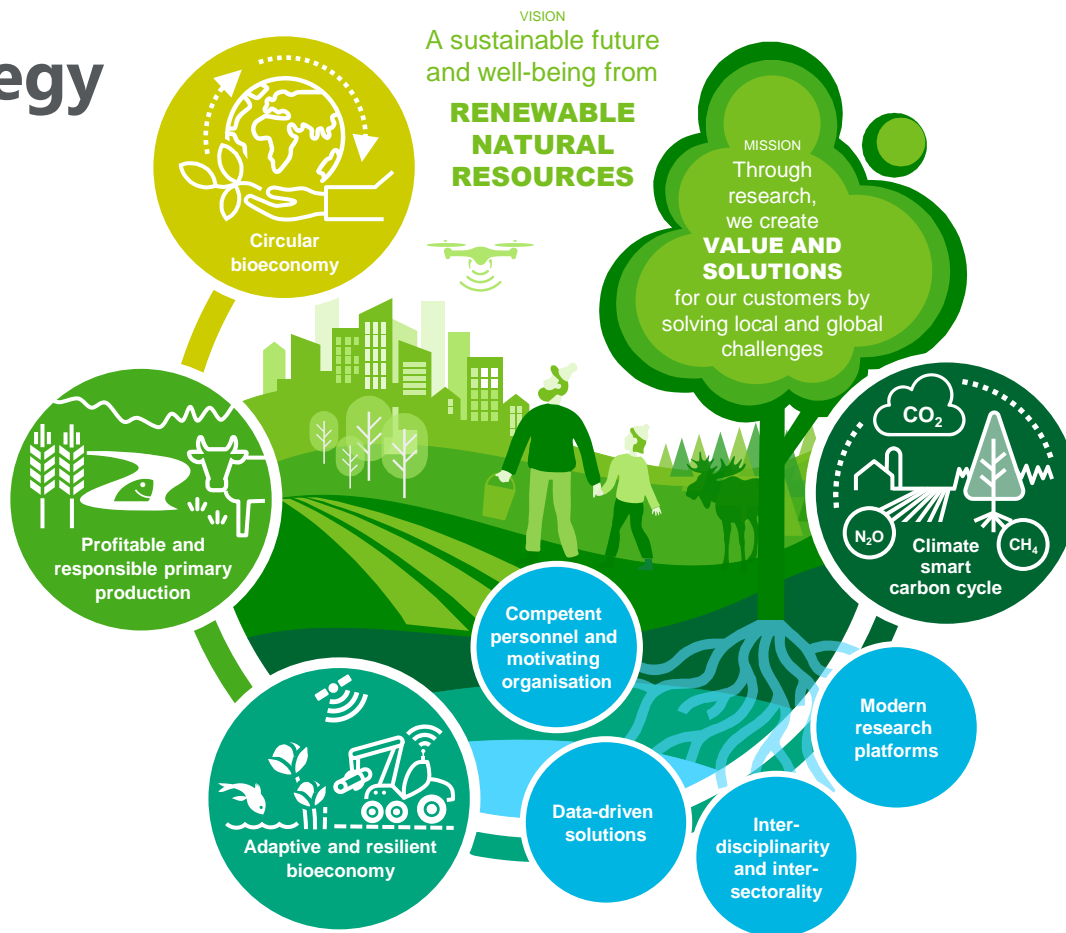 egy
VISION
A sustainable future
and well-being from
RENEWABLE
NATURAL
RESOURCES
MISSION
Through
research,
we create
VALUE AND
SOLUTIONS
for our customers by
solving local and global
challenges
Circular
bioeconomy
Profitable and
responsible primary
production
CO₂
N₂O
CH₄
Climate
smart
carbon cycle
Competent
personnel and
motivating
organisation
Modern
research
platforms
Data-driven
solutions
Inter-
disciplinarity
and inter-
sectorality
Adaptive and resilient
bioeconomy